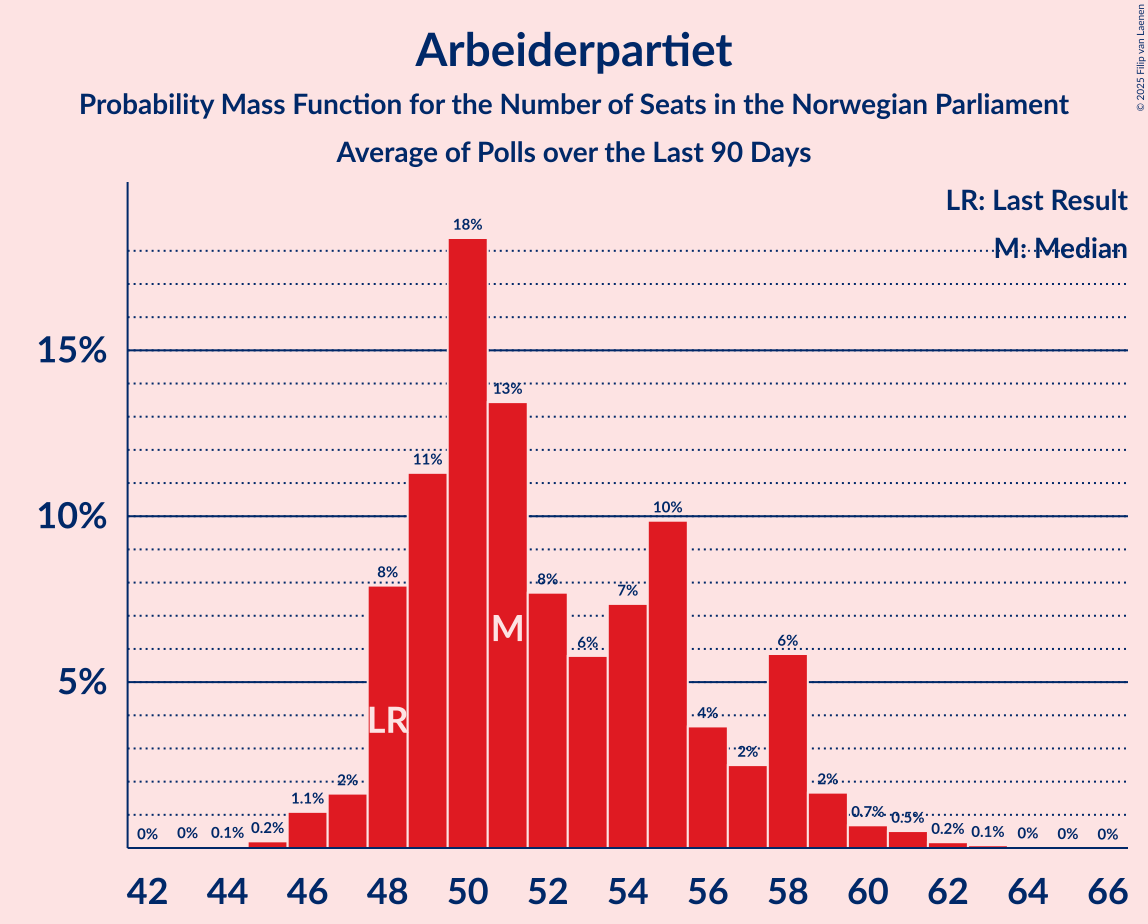 Arbeiderpartiet
Probability Mass Function for the Number of Seats in the Norwegian Parliament
Average of Polls over the Last 90 Days
© 2025 Filip van Laenen
LR: Last Result
M: Median
15%
10%
5%
0% 0% 0.1% 0.2% 1.1% 2% 8% 11% 18% 13% 8% 6% 7% 10% 4% 2% 6% 2% 0.7% 0.5% 0.2% 0.1% 0% 0% 0%
LR M
42 44 46 48 50 52 54 56 58 60 62 64 66